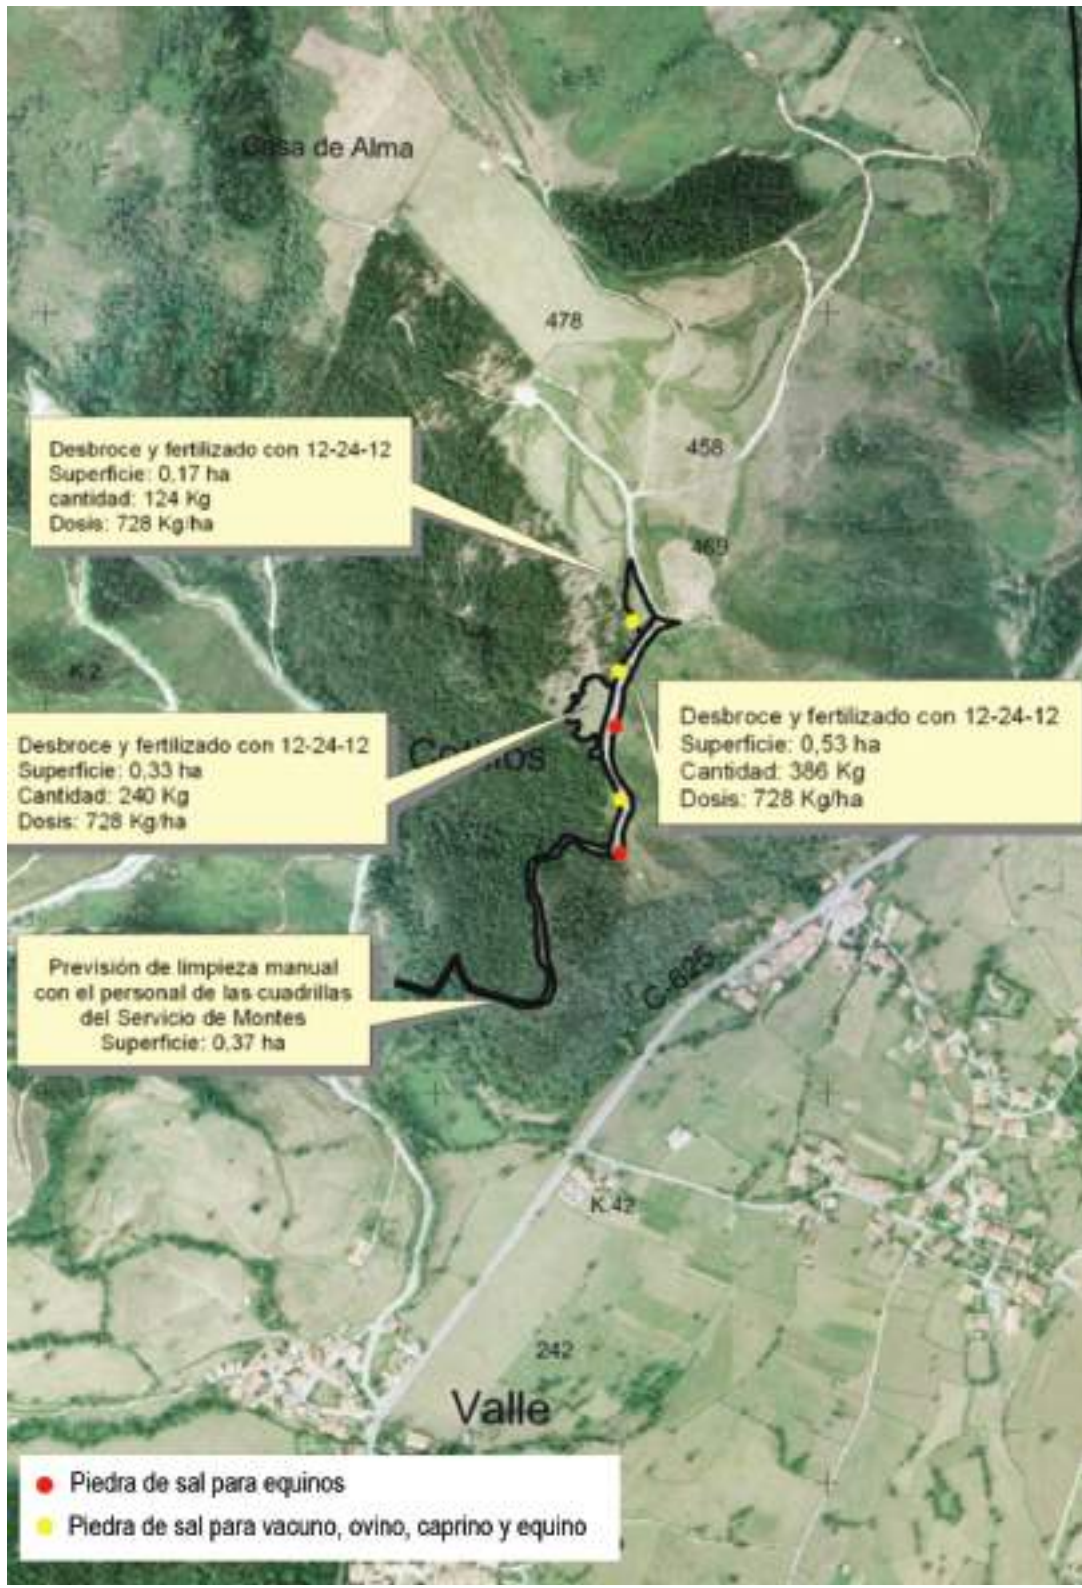 Casa de Alma
478
Desbroce y fertilizado con 12-24-12
Superficie: 0,17 ha
cantidad: 124 Kg
Dosis: 728 Kg/ha
458
469
K.2
Desbroce y fertilizado con 12-24-12
Superficie: 0,53 ha
Cantidad: 386 Kg
Dosis: 728 Kg/ha
Desbroce y fertilizado con 12-24-12
Superficie: 0,33 ha
Cantidad: 240 Kg
Dosis: 728 Kg/ha
Previsión de limpieza manual
con el personal de las cuadrillas
del Servicio de Montes
Superficie: 0,37 ha
C-625
K.42
242
Valle
Piedra de sal para equinos
Piedra de sal para vacuno, ovino, caprino y equino